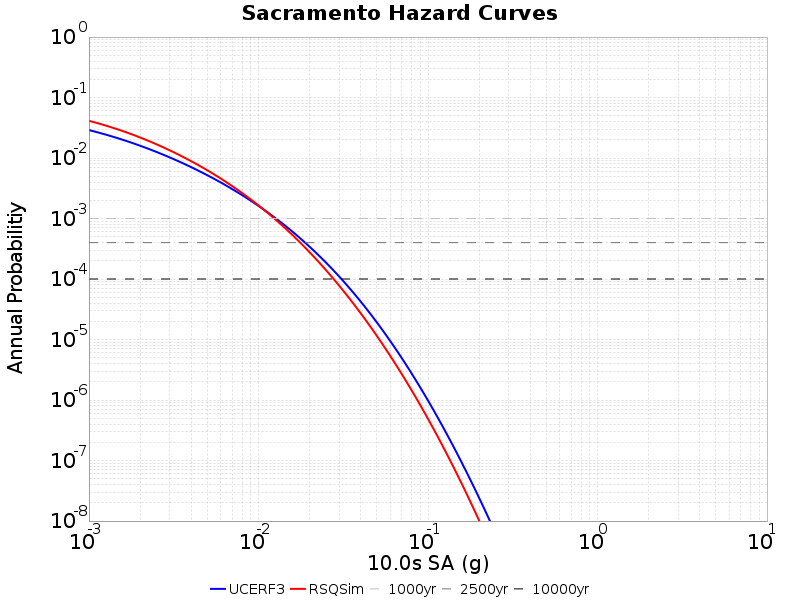 Sacramento Hazard Curves
Annual Probabilitiy
10^0
10^-1
10^-2
10^-3
10^-4
10^-5
10^-6
10^-7
10^-8
10^-3 10^-2 10^-1 10^0 10^1
10.0s SA (g)
UCERF3 RSQSim 1000yr 2500yr 10000yr